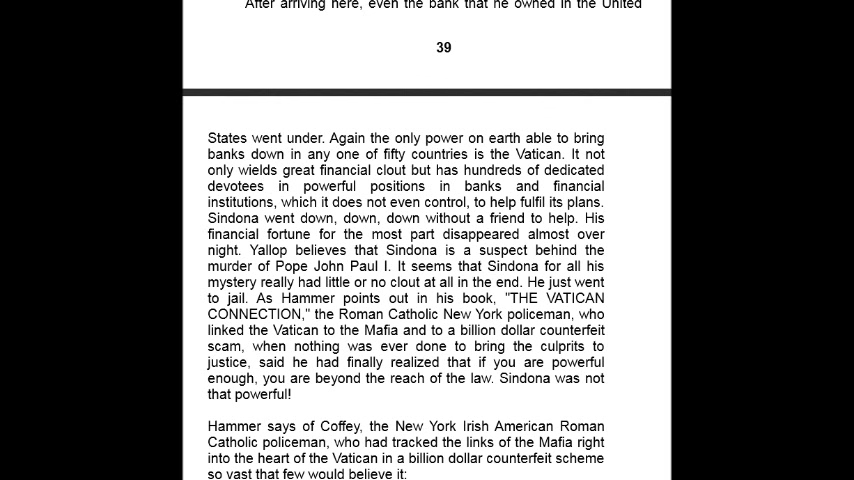 After arriving here, even the bank that he owned in the United
39
States went under. Again the only power on earth able to bring
banks down in any one of fifty countries is the Vatican. It not
only wields great financial clout but has hundreds of dedicated
devotees in powerful positions in banks and financial
institutions, which it does not even control, to help fulfil its plans.
Sindona went down, down, down without a friend to help. His
financial fortune for the most part disappeared almost over
night. Yallop believes that Sindona is a suspect behind the
murder of Pope John Paul I. It seems that Sindona for all his
mystery really had little or no clout at all in the end. He just went
to jail. As Hammer points out in his book, "THE VATICAN
CONNECTION," the Roman Catholic New York policeman, who
linked the Vatican to the Mafia and to a billion dollar counterfeit
scam, when nothing was ever done to bring the culprits to
justice, said he had finally realized that if you are powerful
enough, you are beyond the reach of the law. Sindona was not
that powerful!
Hammer says of Coffey, the New York Irish American Roman
Catholic policeman, who had tracked the links of the Mafia right
into the heart of the Vatican in a billion dollar counterfeit scheme
so vast that few would believe it: